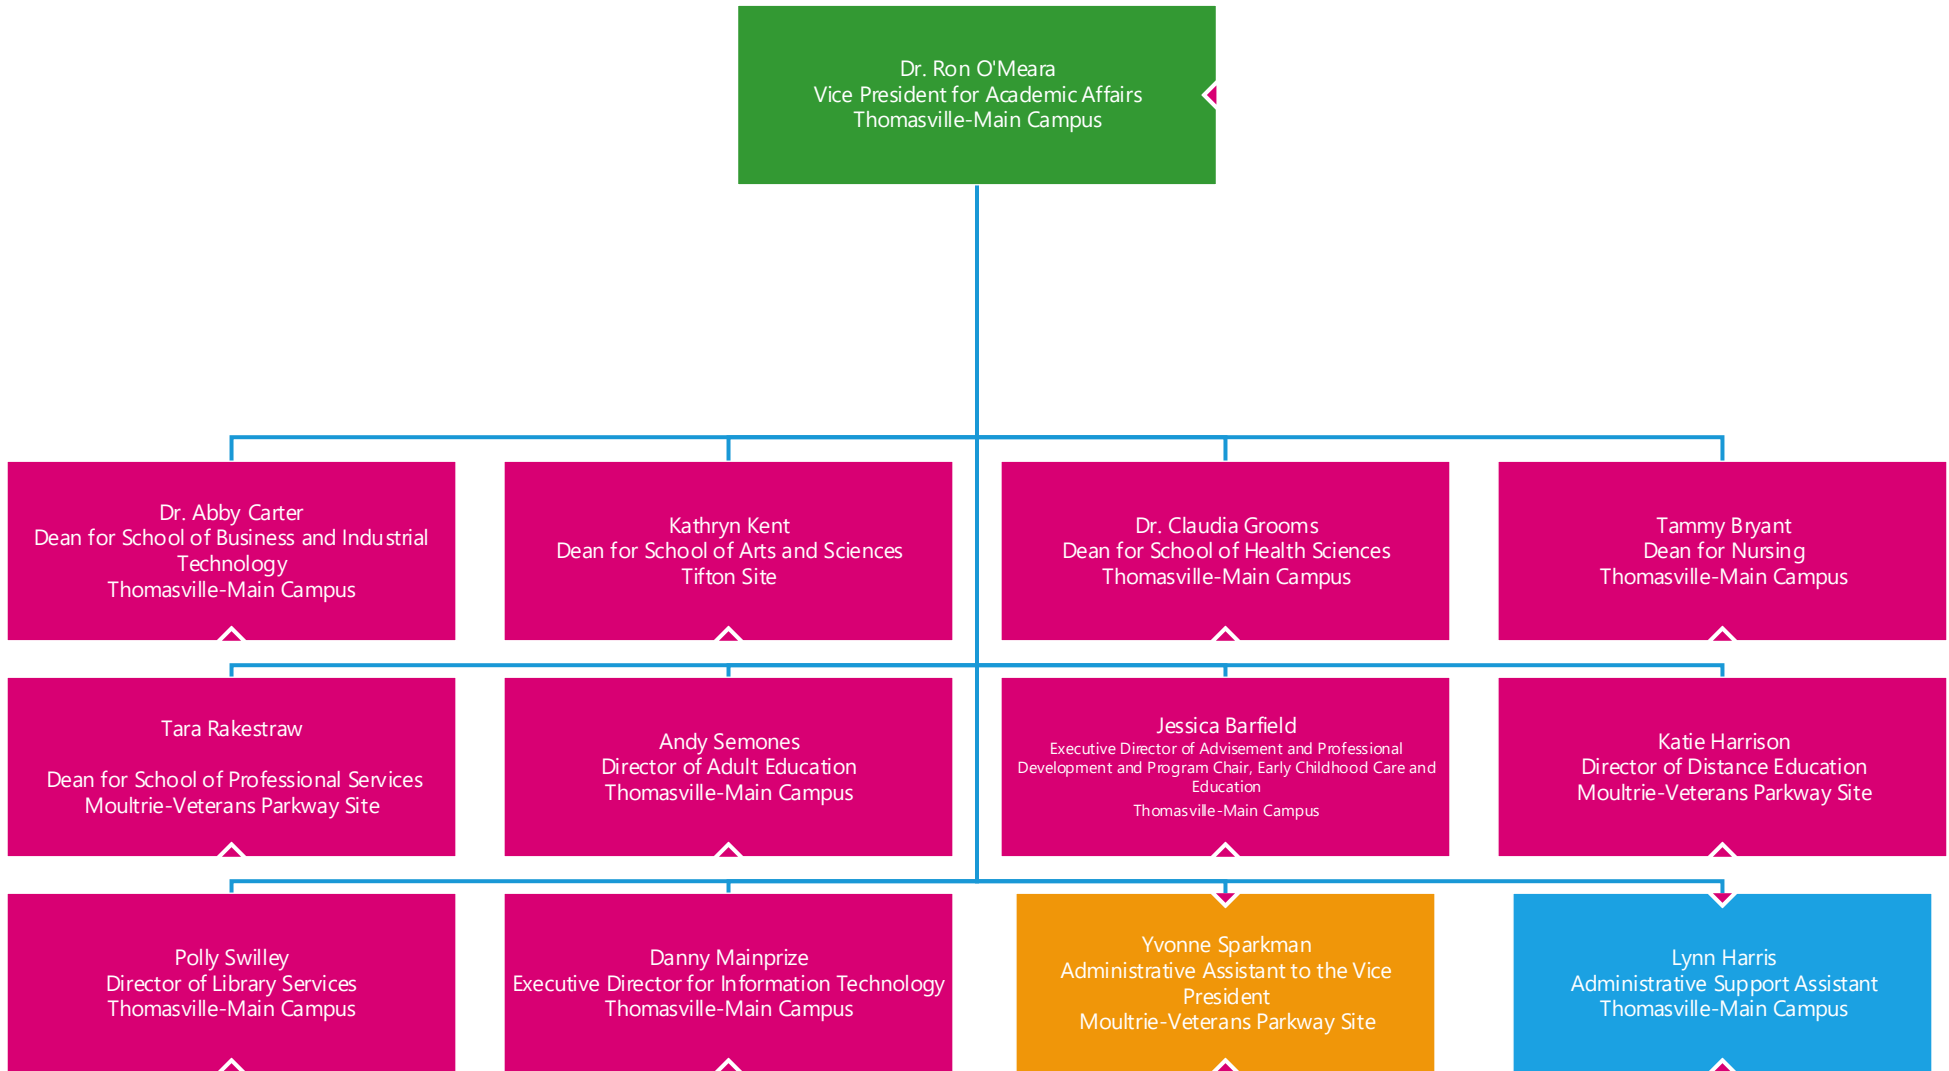 Dr. Ron O'Meara
Vice President for Academic Affairs
Thomasville-Main Campus
Dr. Abby Carter
Dean for School of Business and Industrial
Technology
Thomasville-Main Campus
Kathryn Kent
Dean for School of Arts and Sciences
Tifton Site
Dr. Claudia Grooms
Dean for School of Health Sciences
Thomasville-Main Campus
Tammy Bryant
Dean for Nursing
Thomasville-Main Campus
Tara Rakestraw
Dean for School of Professional Services
Moultrie-Veterans Parkway Site
Andy Semones
Director of Adult Education
Thomasville-Main Campus
Jessica Barfield
Executive Director of Advisement and Professional
Development and Program Chair, Early Childhood Care and
Education
Thomasville-Main Campus
Katie Harrison
Director of Distance Education
Moultrie-Veterans Parkway Site
Polly Swilley
Director of Library Services
Thomasville-Main Campus
Danny Mainprize
Executive Director for Information Technology
Thomasville-Main Campus
Yvonne Sparkman
Administrative Assistant to the Vice
President
Moultrie-Veterans Parkway Site
Lynn Harris
Administrative Support Assistant
Thomasville-Main Campus